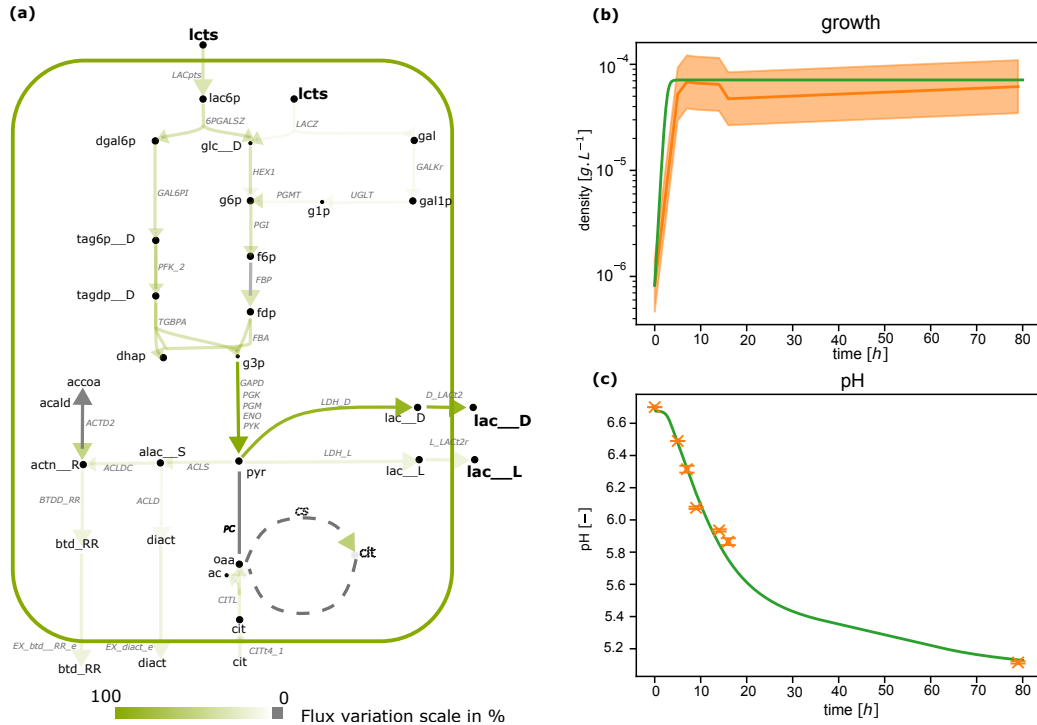 (a)
lcts
LACpts
lac6p
lcts
6PGALSZ
LACZ
dgal6p
glc__D
gal
GAL6PI
HEX1
GALKr
g6p
PGMT
UGLT
g1p
gal1p
PGI
tag6p__D
f6p
PFK_2
FBP
tagdp__D
fdp
TGBPA
FBA
dhap
g3p
accoa
GAPD
PGK
PGM
ENO
PYK
acald
LDH_D
D_LACt2
ACTD2
lac__D
lac__D
alac__S
L_LACt2r
actn__R
ACLDC
ACLS
pyr
LDH_L
lac__L
lac__L
BTDD_RR
ACLD
PC
CS
btd_RR
diact
oaa
cit
ac
CITL
cit
EX_btd__RR_e
EX_diact_e
CITt4_1
btd_RR
diact
cit
100
0
Flux variation scale in %
(b)
growth
density [g.L⁻¹]
10⁻⁴
10⁻⁵
10⁻⁶
0 10 20 30 40 50 60 70 80
time [h]
(c)
pH
pH [−]
6.6
6.4
6.2
6.0
5.8
5.6
5.4
5.2
0 10 20 30 40 50 60 70 80
time [h]